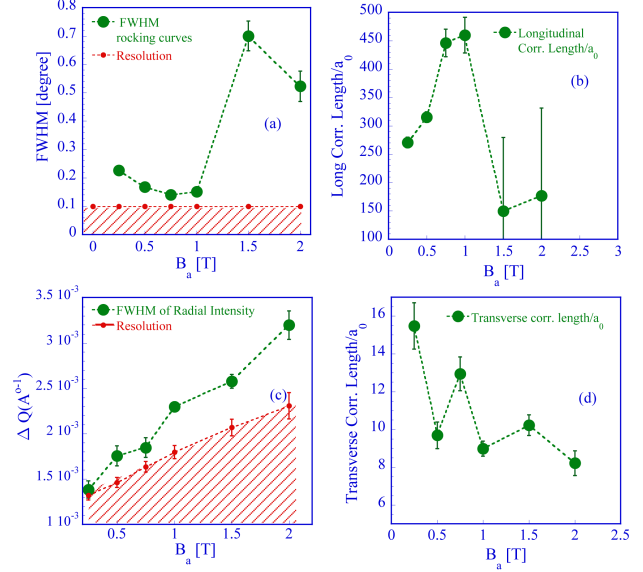 FWHM
rocking curves
Resolution
(a)
FWHM [degree]
0.8
0.7
0.6
0.5
0.4
0.3
0.2
0.1
0
0 0.5 1 1.5 2
B_a [T]
Longitudinal
Corr. Length/a_0
(b)
Long Corr. Length/a_0
500
450
400
350
300
250
200
150
100
0 0.5 1 1.5 2 2.5 3
B_a [T]
FWHM of Radial Intensity
Resolution
(c)
Δ Q(A^o-1)
3.5 10^-3
3 10^-3
2.5 10^-3
2 10^-3
1.5 10^-3
1 10^-3
0.5 1 1.5 2
B_a [T]
Transverse corr. length/a_0
(d)
Transverse Corr. Length/a_0
16
14
12
10
8
6
4
0 0.5 1 1.5 2 2.5
B_a [T]